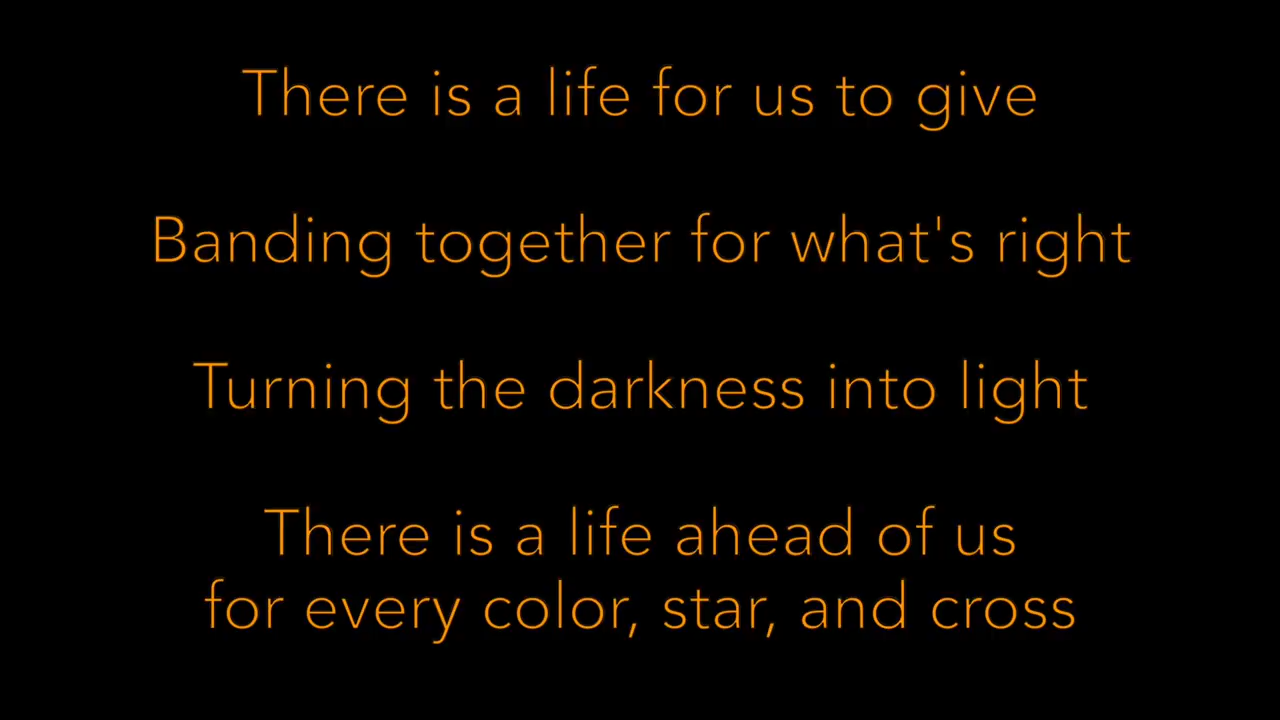 There is a life for us to give
Banding together for what's right
Turning the darkness into light
There is a life ahead of us
for every color, star, and cross